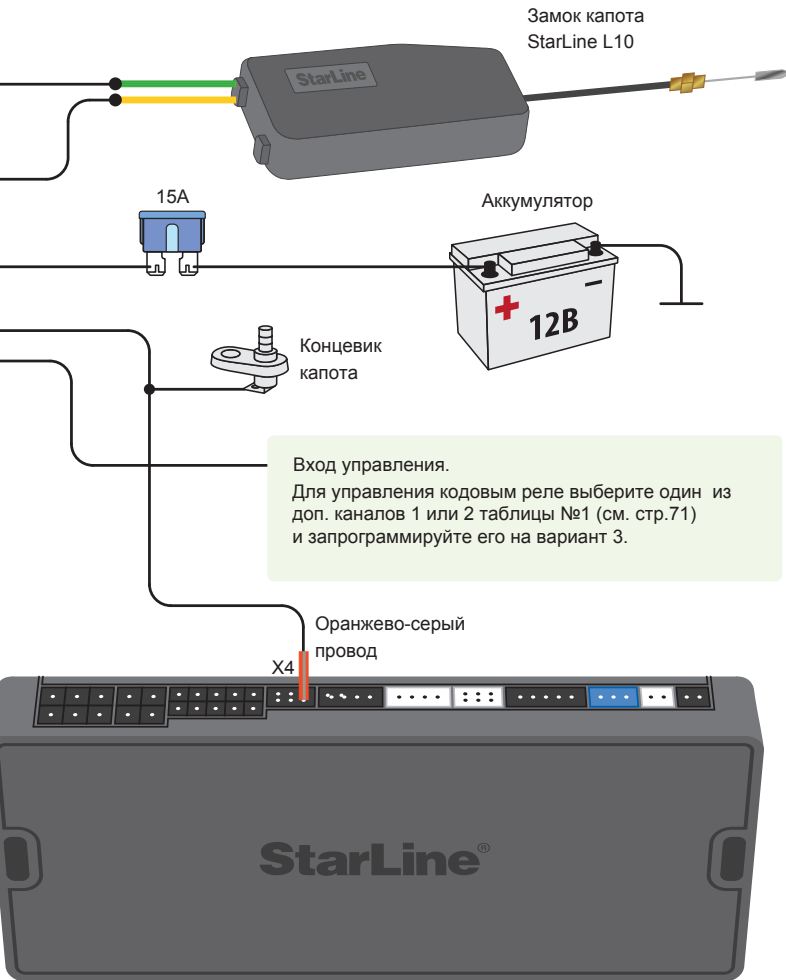 Замок капота
StarLine L10
StarLine
15А
Аккумулятор
12В
Концевик
капота
Вход управления.
Для управления кодовым реле выберите один из
доп. каналов 1 или 2 таблицы №1 (см. стр.71)
и запрограммируйте его на вариант 3.
Оранжево-серый
провод
X4
StarLine®